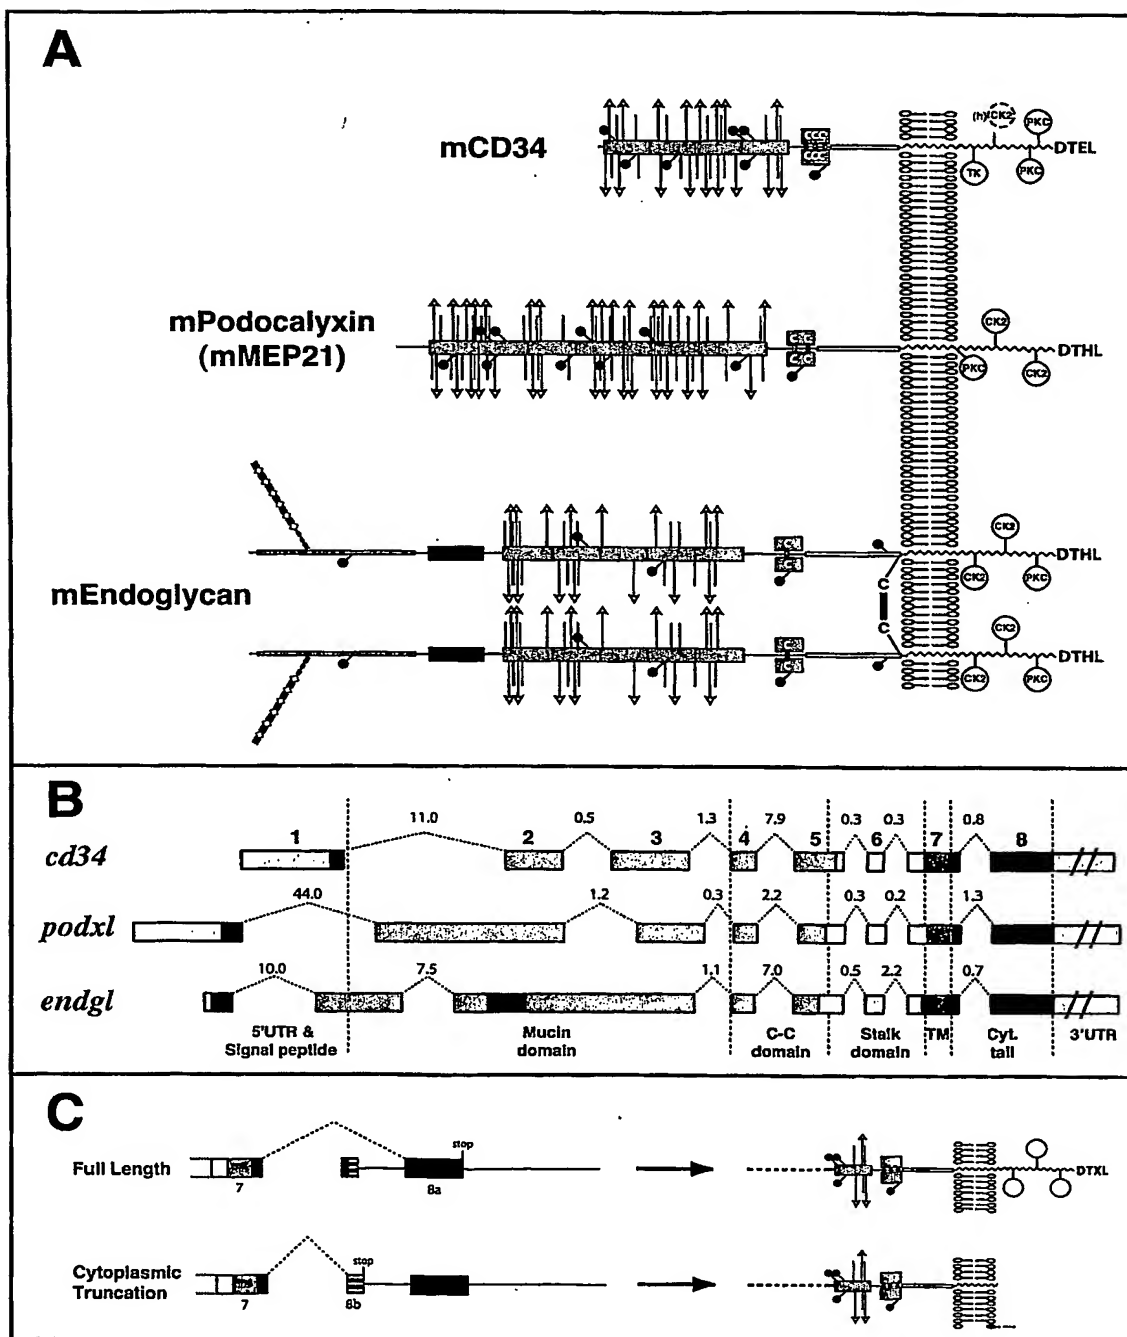 A
mCD34
(h)CK2
PKC
TK
PKC
DTEL
mPodocalyxin
(mMEP21)
CK2
PKC
CK2
DTHL
mEndoglycan
CK2
CK2
PKC
DTHL
C
C
CK2
CK2
PKC
DTHL
B
cd34
1 11.0 2 0.5 3 1.3 4 7.9 5 0.3 6 0.3 7 0.8 8
podxl
44.0 1.2 0.3 2.2 0.3 0.2 1.3
endgl
10.0 7.5 1.1 7.0 0.5 2.2 0.7
5'UTR &
Signal peptide
Mucin
domain
C-C
domain
Stalk
domain
TM
Cyt.
tail
3'UTR
C
Full Length
7
8a
stop
DTXL
Cytoplasmic
Truncation
7
8b
stop